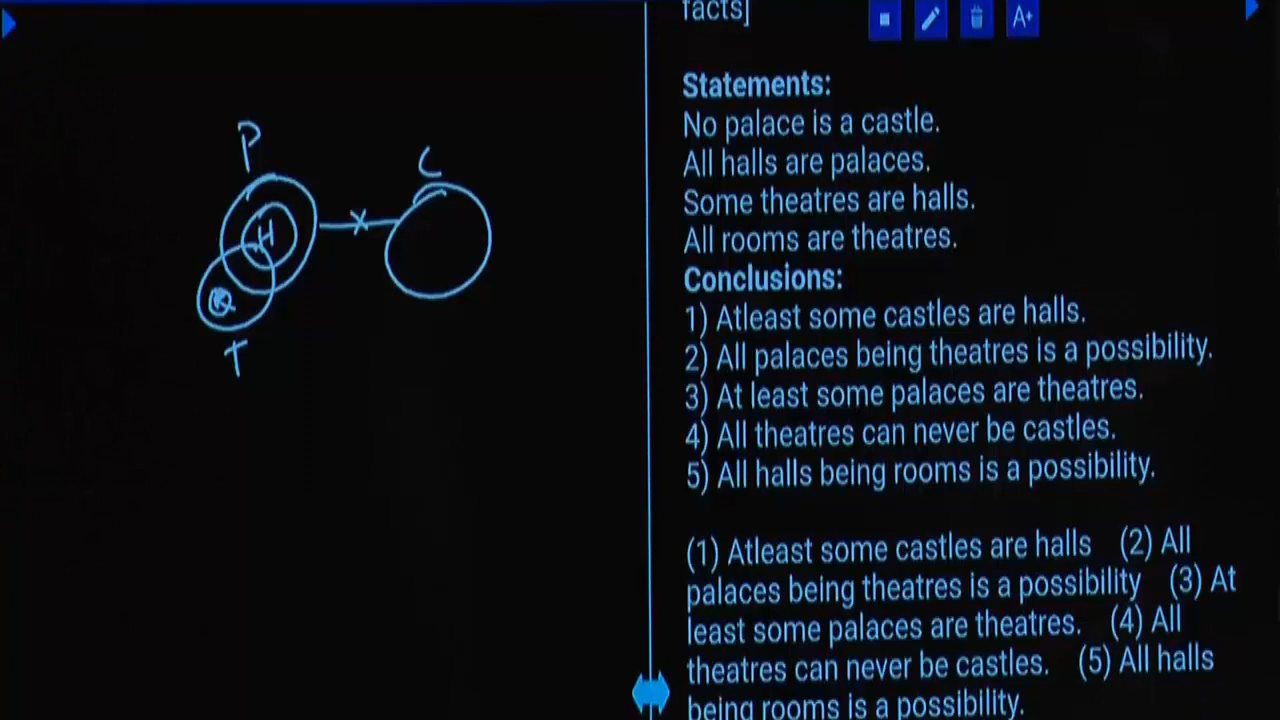 facts]
A+
Statements:
No palace is a castle.
All halls are palaces.
Some theatres are halls.
All rooms are theatres.
Conclusions:
1) Atleast some castles are halls.
2) All palaces being theatres is a possibility.
3) At least some palaces are theatres.
4) All theatres can never be castles.
5) All halls being rooms is a possibility.
(1) Atleast some castles are halls (2) All
palaces being theatres is a possibility (3) At
least some palaces are theatres. (4) All
theatres can never be castles. (5) All halls
being rooms is a possibility.
P
C
H
R
T